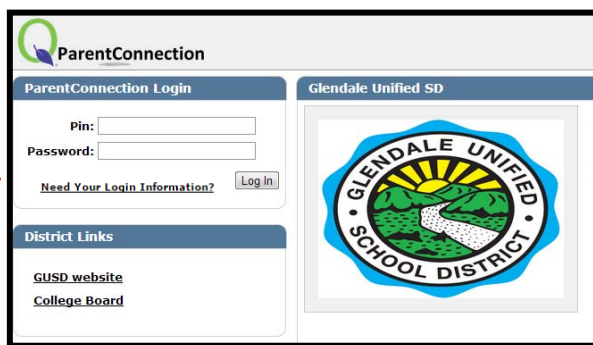 Q ParentConnection
ParentConnection Login
Pin:
Password:
Need Your Login Information?
Log In
District Links
GUSD website
College Board
Glendale Unified SD
GLENDALE UNIFIED
SCHOOL DISTRICT